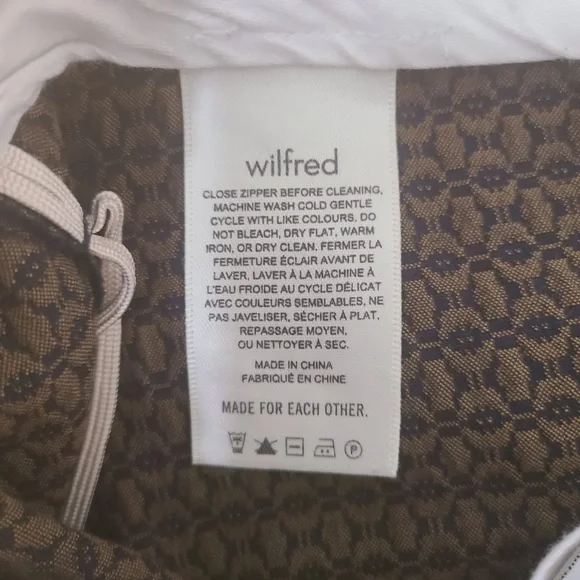 wilfred
CLOSE ZIPPER BEFORE CLEANING,
MACHINE WASH COLD GENTLE
CYCLE WITH LIKE COLOURS, DO
NOT BLEACH, DRY FLAT, WARM
IRON, OR DRY CLEAN. FERMER LA
FERMETURE ÉCLAIR AVANT DE
LAVER, LAVER À LA MACHINE À
L'EAU FROIDE AU CYCLE DÉLICAT
AVEC COULEURS SEMBLABLES, NE
PAS JAVELISER, SÈCHER À PLAT,
REPASSAGE MOYEN,
OU NETTOYER À SEC.
MADE IN CHINA
FABRIQUÉ EN CHINE
MADE FOR EACH OTHER.
P